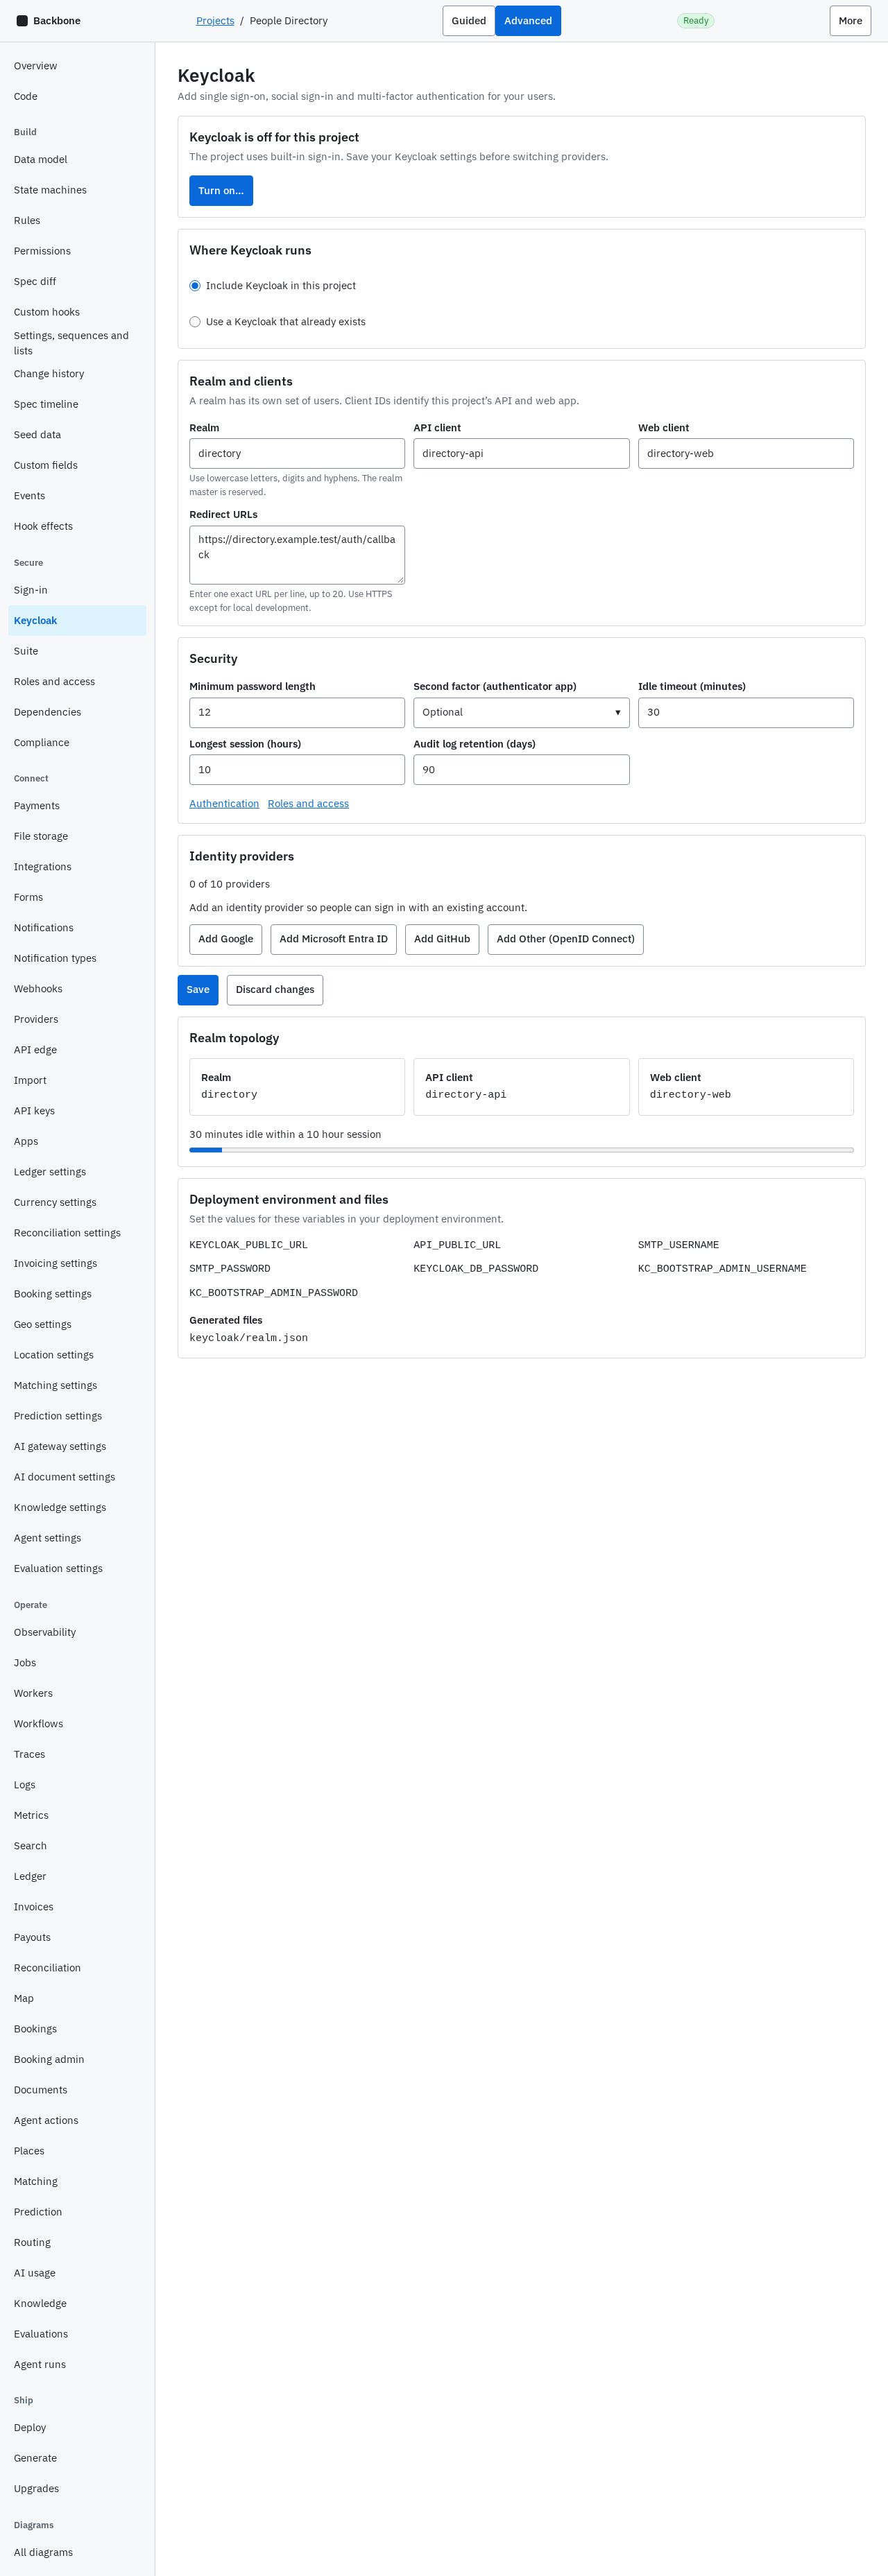 Backbone
Projects / People Directory
Guided
Advanced
Ready
More
Overview
Code
Build
Data model
State machines
Rules
Permissions
Spec diff
Custom hooks
Settings, sequences and
lists
Change history
Spec timeline
Seed data
Custom fields
Events
Hook effects
Secure
Sign-in
Keycloak
Suite
Roles and access
Dependencies
Compliance
Connect
Payments
File storage
Integrations
Forms
Notifications
Notification types
Webhooks
Providers
API edge
Import
API keys
Apps
Ledger settings
Currency settings
Reconciliation settings
Invoicing settings
Booking settings
Geo settings
Location settings
Matching settings
Prediction settings
AI gateway settings
AI document settings
Knowledge settings
Agent settings
Evaluation settings
Operate
Observability
Jobs
Workers
Workflows
Traces
Logs
Metrics
Search
Ledger
Invoices
Payouts
Reconciliation
Map
Bookings
Booking admin
Documents
Agent actions
Places
Matching
Prediction
Routing
AI usage
Knowledge
Evaluations
Agent runs
Ship
Deploy
Generate
Upgrades
Diagrams
All diagrams
Keycloak
Add single sign-on, social sign-in and multi-factor authentication for your users.
Keycloak is off for this project
The project uses built-in sign-in. Save your Keycloak settings before switching providers.
Turn on...
Where Keycloak runs
Include Keycloak in this project
Use a Keycloak that already exists
Realm and clients
A realm has its own set of users. Client IDs identify this project's API and web app.
Realm
API client
Web client
directory
directory-api
directory-web
Use lowercase letters, digits and hyphens. The realm
master is reserved.
Redirect URLs
https://directory.example.test/auth/callba
ck
Enter one exact URL per line, up to 20. Use HTTPS
except for local development.
Security
Minimum password length
Second factor (authenticator app)
Idle timeout (minutes)
12
Optional
30
Longest session (hours)
Audit log retention (days)
10
90
Authentication
Roles and access
Identity providers
0 of 10 providers
Add an identity provider so people can sign in with an existing account.
Add Google
Add Microsoft Entra ID
Add GitHub
Add Other (OpenID Connect)
Save
Discard changes
Realm topology
Realm
directory
API client
directory-api
Web client
directory-web
30 minutes idle within a 10 hour session
Deployment environment and files
Set the values for these variables in your deployment environment.
KEYCLOAK_PUBLIC_URL
API_PUBLIC_URL
SMTP_USERNAME
SMTP_PASSWORD
KEYCLOAK_DB_PASSWORD
KC_BOOTSTRAP_ADMIN_USERNAME
KC_BOOTSTRAP_ADMIN_PASSWORD
Generated files
keycloak/realm.json